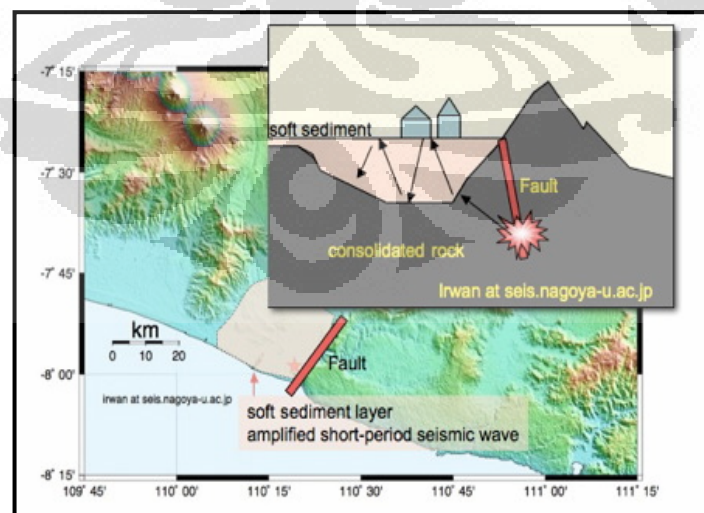 -7° 15'
soft sediment
-7° 30'
Fault
consolidated rock
-7° 45'
Irwan at seis.nagoya-u.ac.jp
km
0 10 20
-8° 00'
Fault
irwan at seis.nagoya-u.ac.jp
soft sediment layer
amplified short-period seismic wave
-8° 15'
109° 45' 110° 00' 110° 15' 110° 30' 110° 45' 111° 00' 111° 15'